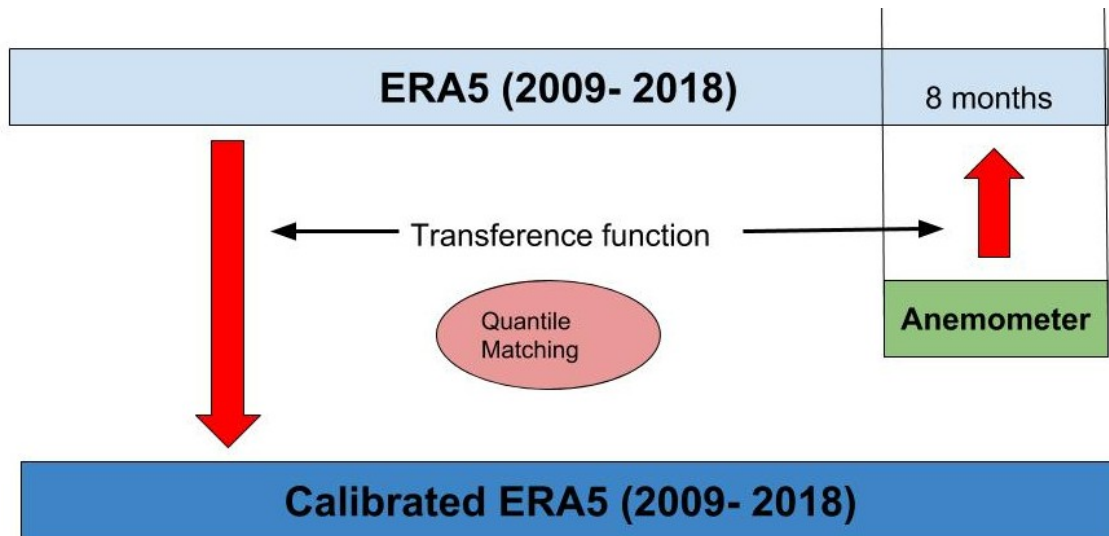 ERA5 (2009- 2018)
8 months
Transference function
Quantile
Matching
Anemometer
Calibrated ERA5 (2009- 2018)